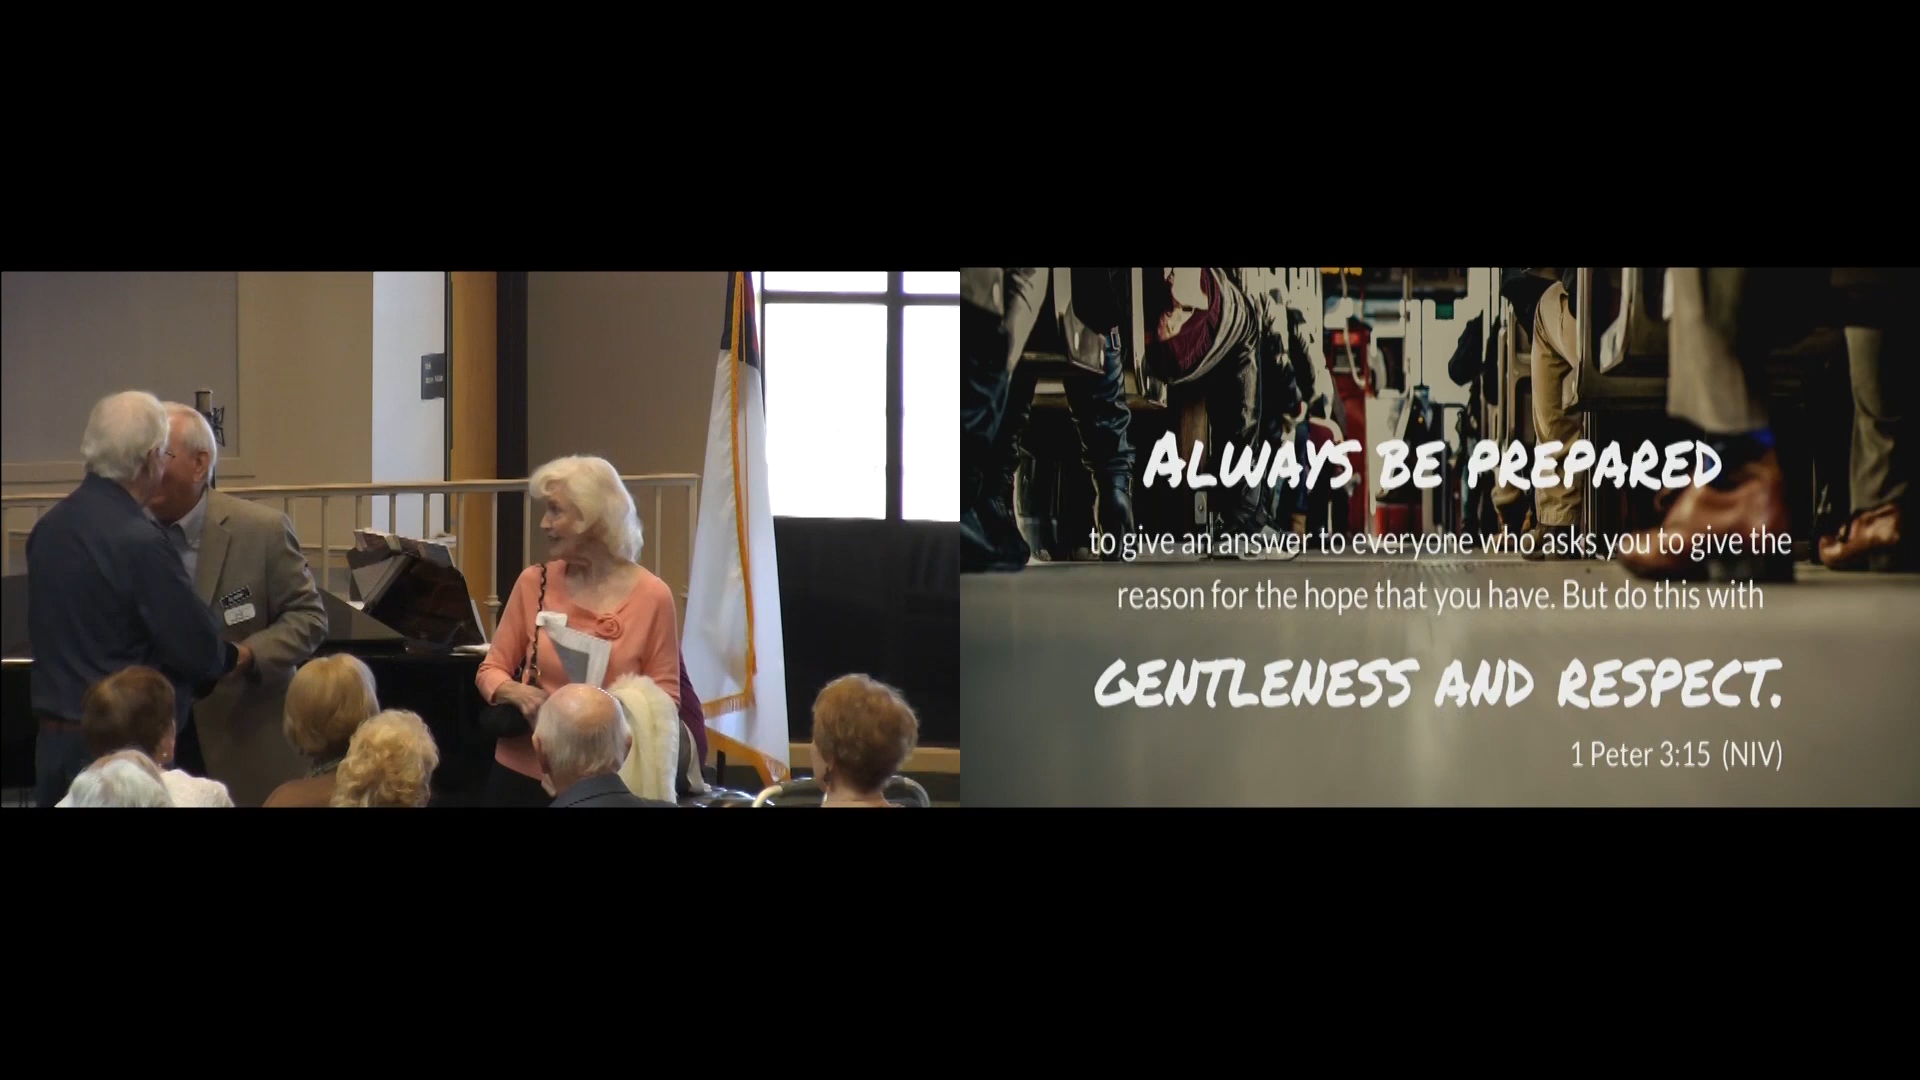 ALWAYS BE PREPARED
to give an answer to everyone who asks you to give the
reason for the hope that you have. But do this with
GENTLENESS AND RESPECT.
1 Peter 3:15 (NIV)